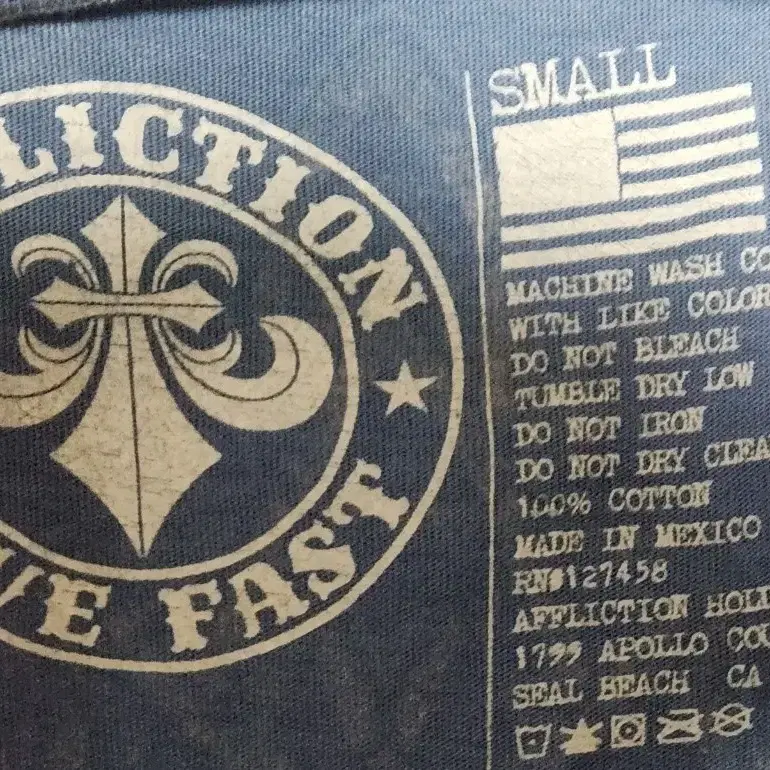 LICTION
VE FAST
SMALL
MACHINE WASH CO
WITH LIKE COLOR
DO NOT BLEACH
TUMBLE DRY LOW
DO NOT IRON
DO NOT DRY CLEA
100% COTTON
MADE IN MEXICO
RN#127458
AFFLICTION HOLD
1799 APOLLO COU
SEAL BEACH CA